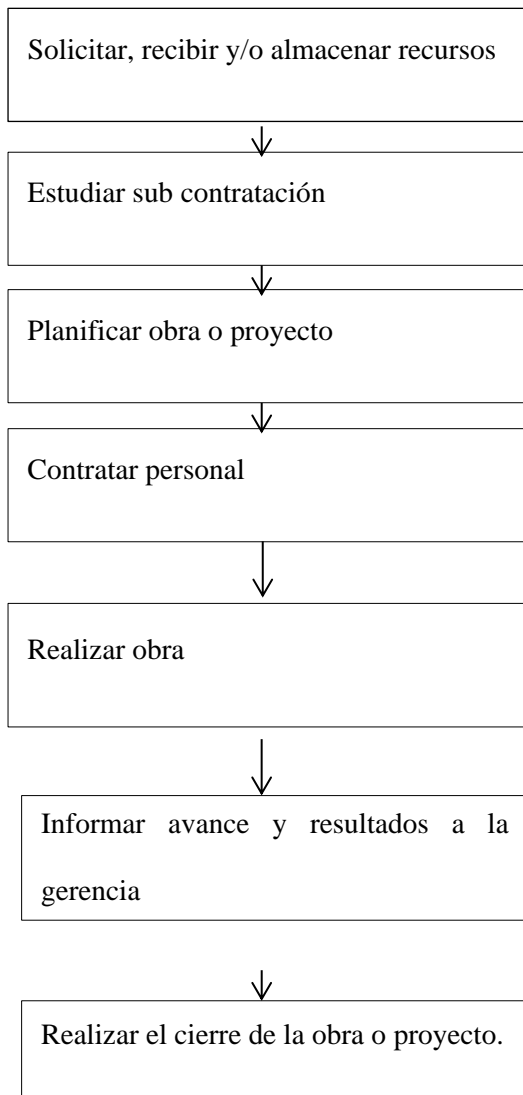 Solicitar, recibir y/o almacenar recursos
Estudiar sub contratación
Planificar obra o proyecto
Contratar personal
Realizar obra
Informar avance y resultados a la
gerencia
Realizar el cierre de la obra o proyecto.